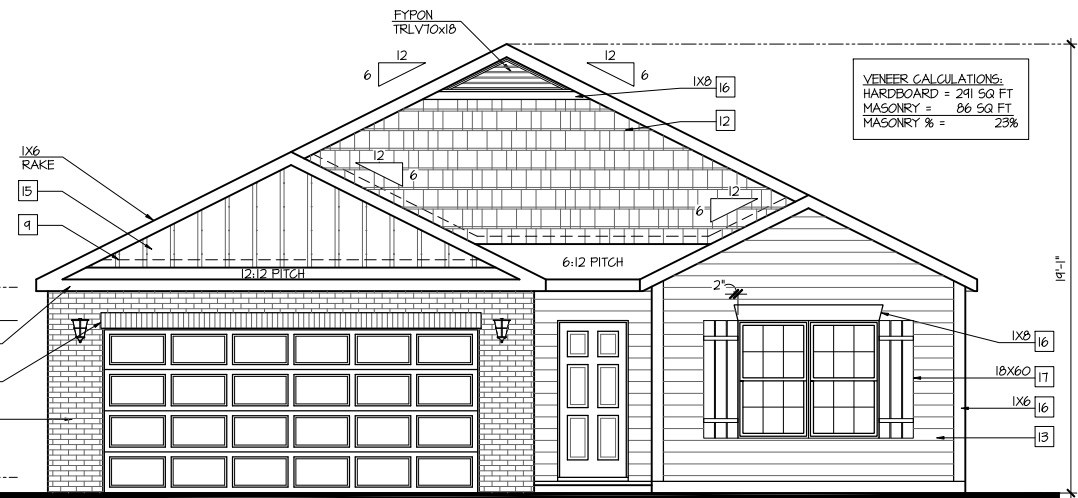 FYPON
TRLV70x18
12
6
12
6
1X8 16
12
VENEER CALCULATIONS:
HARDBOARD = 291 SQ FT
MASONRY = 86 SQ FT
MASONRY % = 23%
1X6
RAKE
15
9
12
6
12
6
12:12 PITCH
6:12 PITCH
19'-1"
2"
1X8 16
18X60 17
1X6 16
13